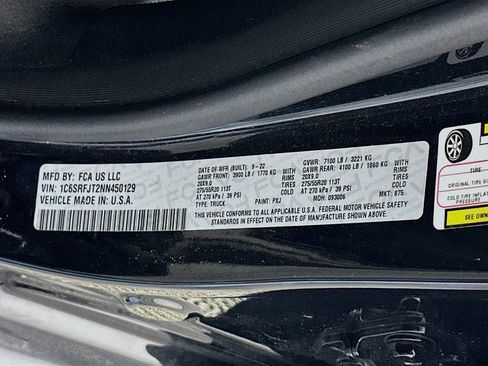 MFD BY: FCA US LLC
VIN: 1C6SRFJT2NN450129
VEHICLE MADE IN: U.S.A.
DATE OF MFR (BUILT): 9-22
GAWR FRONT: 3900 LB / 1770 KG WITH
20X9.0 RIMS
275/55R20 113T TIRES
AT 270 kPa / 39 PSI COLD
TYPE: TRUCK
PAINT: PXJ
GVWR: 7100 LB / 3221 KG
GAWR REAR: 4100 LB / 1860 KG WITH
20X9.0 RIMS
275/55R20 113T TIRES
AT 270 kPa / 39 PSI COLD
MDH: 093006
MKT: 875
THIS VEHICLE CONFORMS TO ALL APPLICABLE U.S.A. FEDERAL MOTOR VEHICLE SAFETY
STANDARDS IN EFFECT ON THE DATE OF MANUFACTURE SHOWN ABOVE.
TIRE